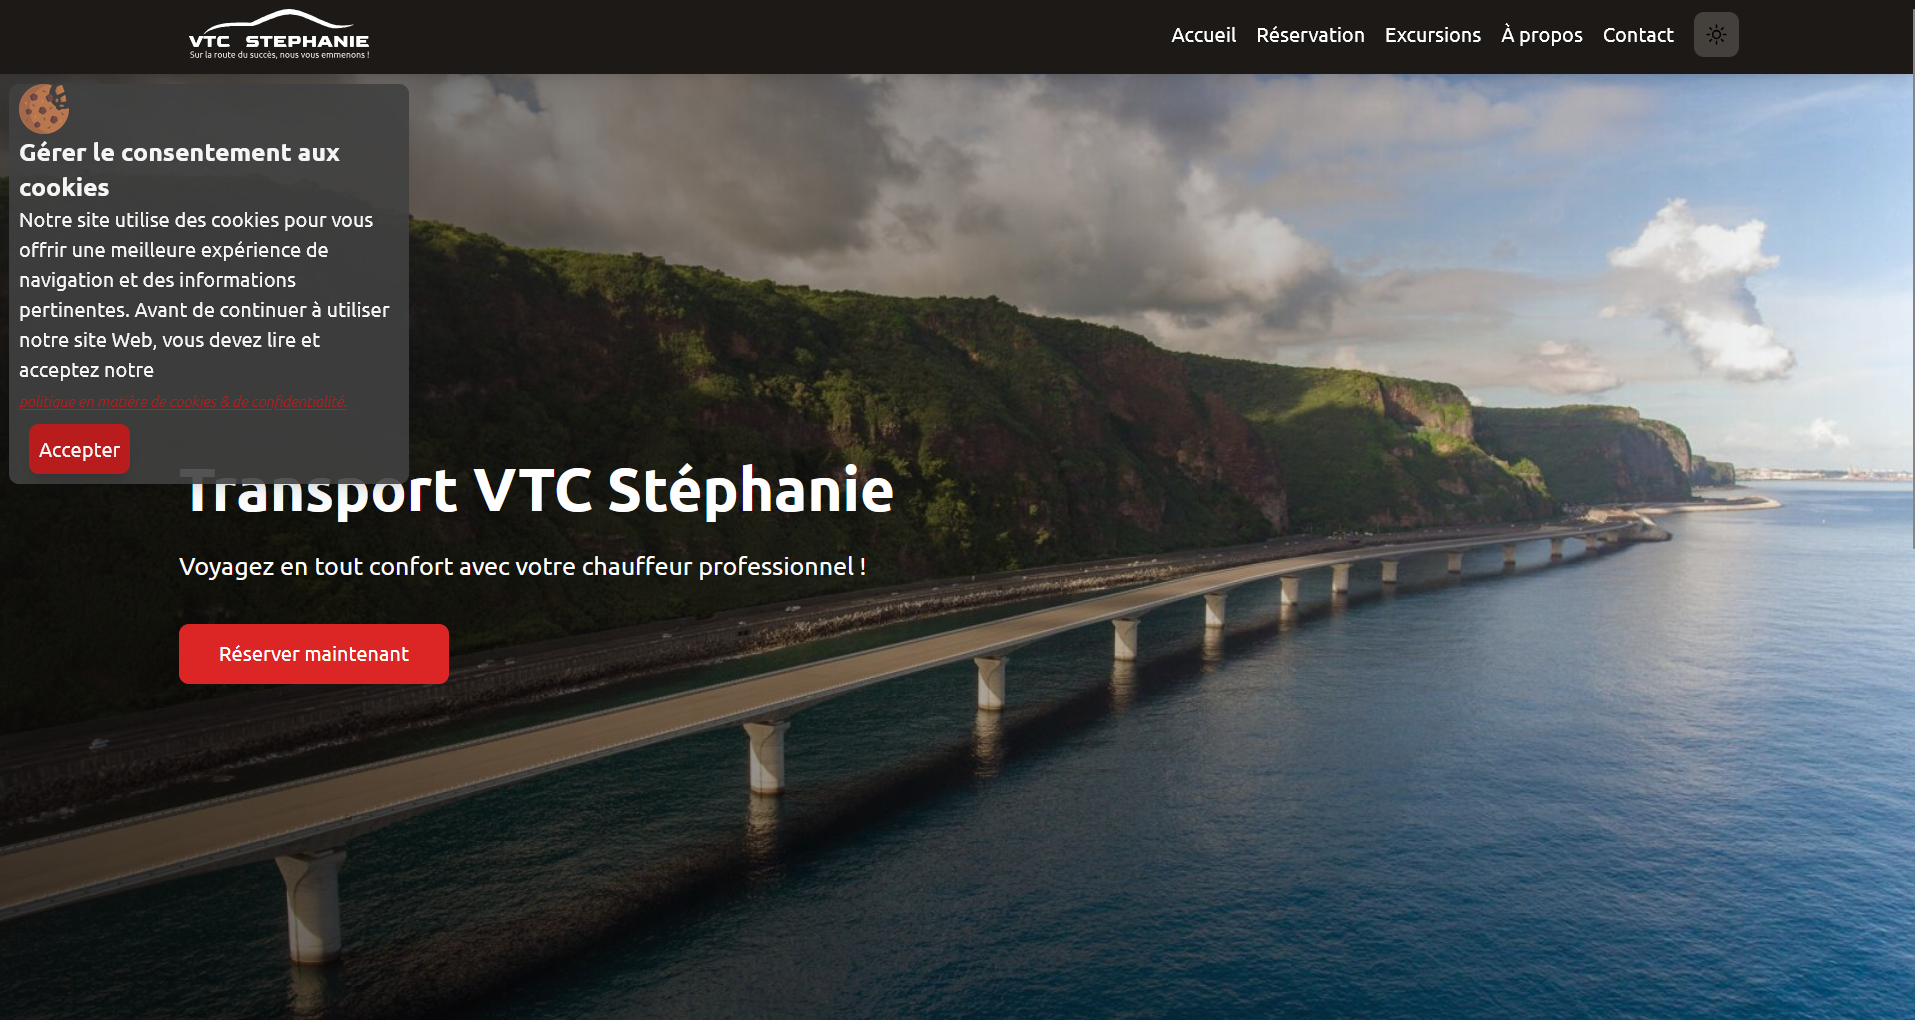 VTC STEPHANIE
Sur la route du succès, nous vous emmenons !
Accueil Réservation Excursions À propos Contact
Gérer le consentement aux
cookies
Notre site utilise des cookies pour vous
offrir une meilleure expérience de
navigation et des informations
pertinentes. Avant de continuer à utiliser
notre site Web, vous devez lire et
acceptez notre
politique en matière de cookies & de confidentialité.
Accepter
Transport VTC Stéphanie
Voyagez en tout confort avec votre chauffeur professionnel !
Réserver maintenant